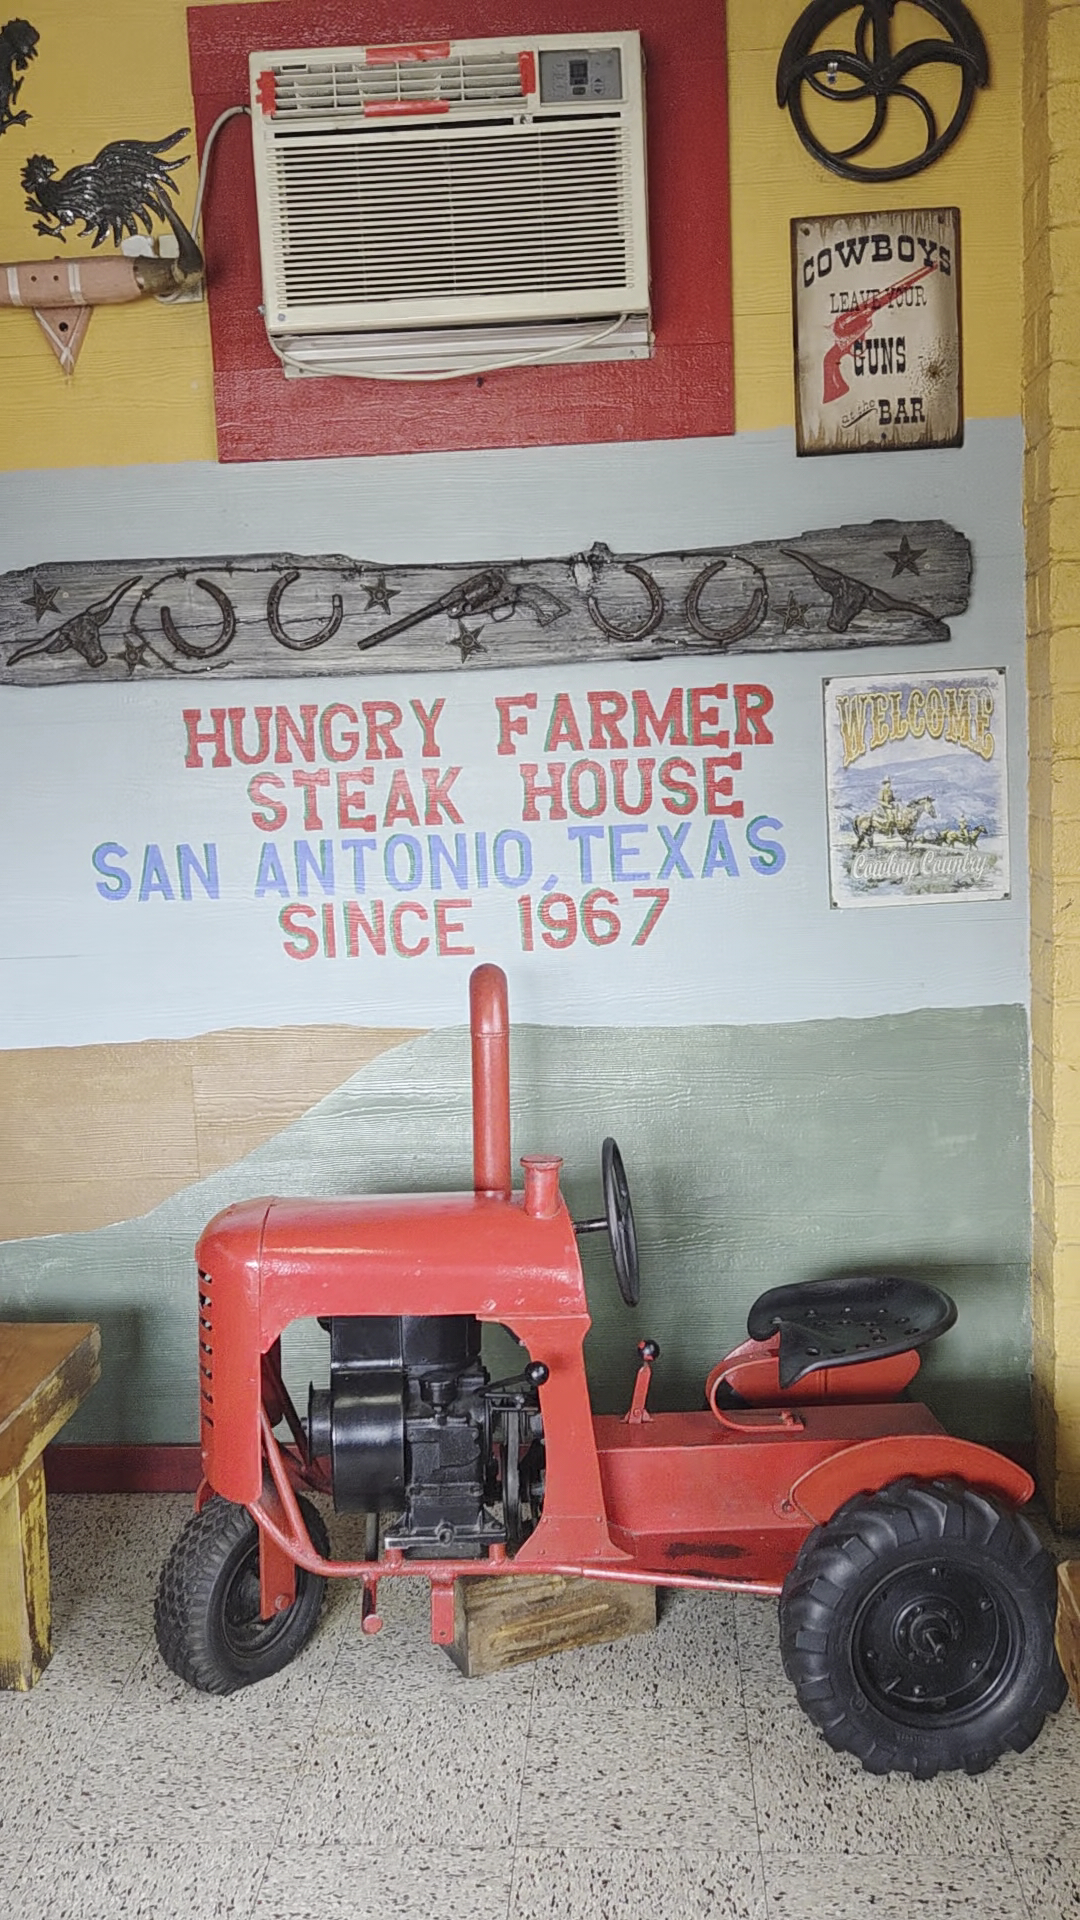 COWBOYS
LEAVE YOUR
GUNS
at the BAR
HUNGRY FARMER
STEAK HOUSE
SAN ANTONIO, TEXAS
SINCE 1967
WELCOME
Cowboy Country